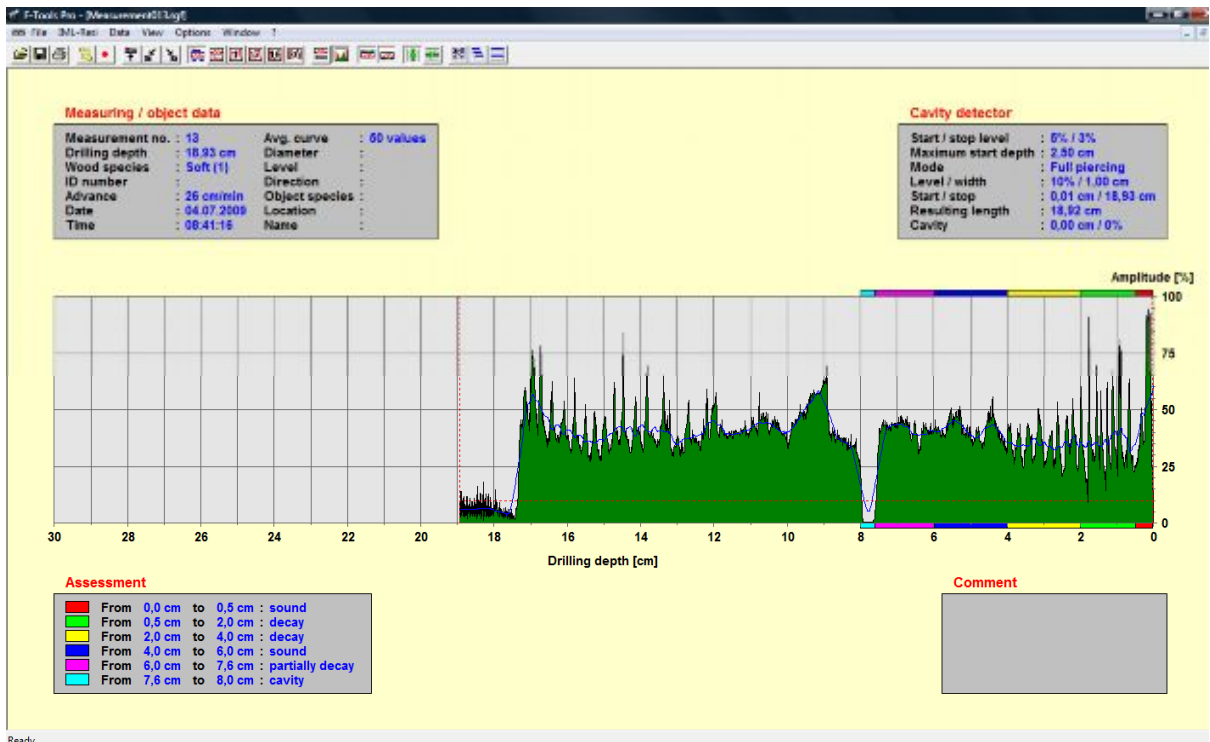 F-Tools Pro - [Measurement013.rgf]
File IML-Resi Data View Options Window ?
Measuring / object data
Measurement no. : 13 Avg. curve : 50 values
Drilling depth : 18,93 cm Diameter :
Wood species : Soft (1) Level :
ID number : Direction :
Advance : 26 cm/min Object species :
Date : 04.07.2009 Location :
Time : 08:41:16 Name :
Cavity detector
Start / stop level : 5% / 3%
Maximum start depth : 2,50 cm
Mode : Full piercing
Level / width : 10% / 1,00 cm
Start / stop : 0,01 cm / 18,93 cm
Resulting length : 18,92 cm
Cavity : 0,00 cm / 0%
Amplitude [%]
100
75
50
25
0
30 28 26 24 22 20 18 16 14 12 10 8 6 4 2 0
Drilling depth [cm]
Assessment
From 0,0 cm to 0,5 cm : sound
From 0,5 cm to 2,0 cm : decay
From 2,0 cm to 4,0 cm : decay
From 4,0 cm to 6,0 cm : sound
From 6,0 cm to 7,6 cm : partially decay
From 7,6 cm to 8,0 cm : cavity
Comment
Ready